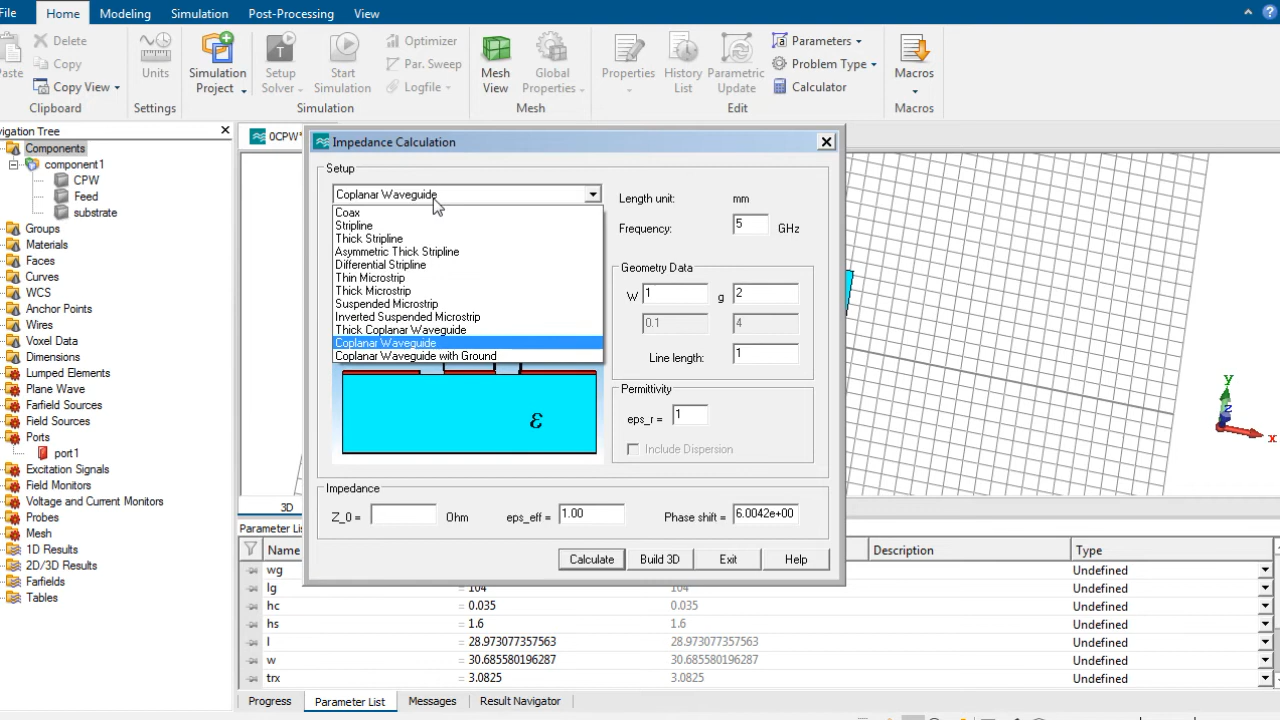 File Home Modeling Simulation Post-Processing View
Paste
Delete
Copy
Copy View
Clipboard
Units
Settings
Simulation Project
Setup Solver
Start Simulation
Optimizer
Par. Sweep
Logfile
Simulation
Mesh View
Global Properties
Mesh
Properties
History List
Parametric Update
Parameters
Problem Type
Calculator
Edit
Macros
Macros
vigation Tree
Components
component1
CPW
Feed
substrate
Groups
Materials
Faces
Curves
WCS
Anchor Points
Wires
Voxel Data
Dimensions
Lumped Elements
Plane Wave
Farfield Sources
Field Sources
Ports
port1
Excitation Signals
Field Monitors
Voltage and Current Monitors
Probes
Mesh
1D Results
2D/3D Results
Farfields
Tables
0CPW*
Impedance Calculation
Setup
Coplanar Waveguide
Coax
Stripline
Thick Stripline
Asymmetric Thick Stripline
Differential Stripline
Thin Microstrip
Thick Microstrip
Suspended Microstrip
Inverted Suspended Microstrip
Thick Coplanar Waveguide
Coplanar Waveguide
Coplanar Waveguide with Ground
ε
Length unit: mm
Frequency: 5 GHz
Geometry Data
W 1 g 2
0.1 4
Line length: 1
Permittivity
eps_r = 1
Include Dispersion
Impedance
Z_0 = Ohm eps_eff = 1.00 Phase shift = 6.0042e+00
Calculate Build 3D Exit Help
y
z
x
3D
Parameter Lis
Name Description Type
wg Undefined
lg = 104 104 Undefined
hc = 0.035 0.035 Undefined
hs = 1.6 1.6 Undefined
l = 28.973077357563 28.973077357563 Undefined
w = 30.685580196287 30.685580196287 Undefined
trx = 3.0825 3.0825 Undefined
Progress Parameter List Messages Result Navigator